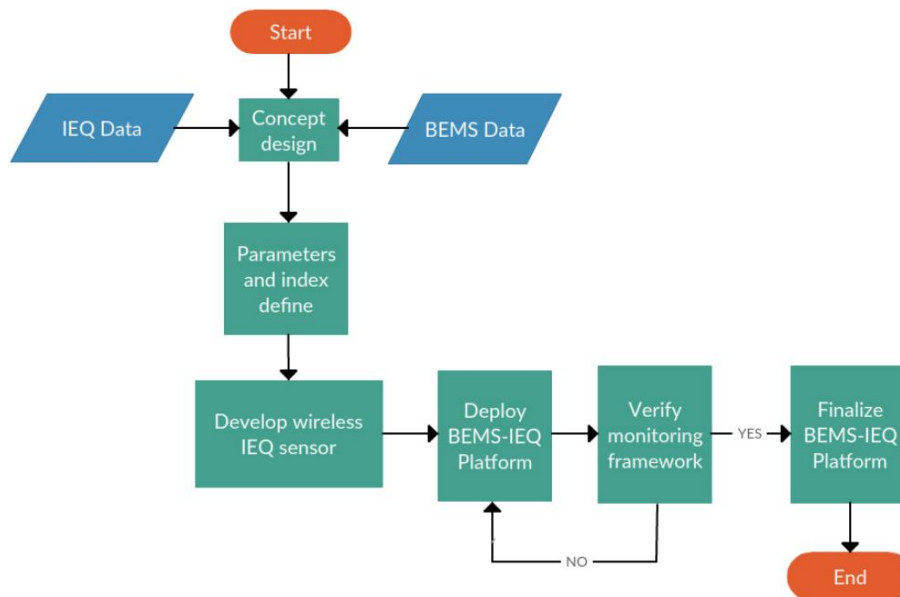 Start
IEQ Data
Concept
design
BEMS Data
Parameters
and index
define
Develop wireless
IEQ sensor
Deploy
BEMS-IEQ
Platform
Verify
monitoring
framework
YES
Finalize
BEMS-IEQ
Platform
NO
End